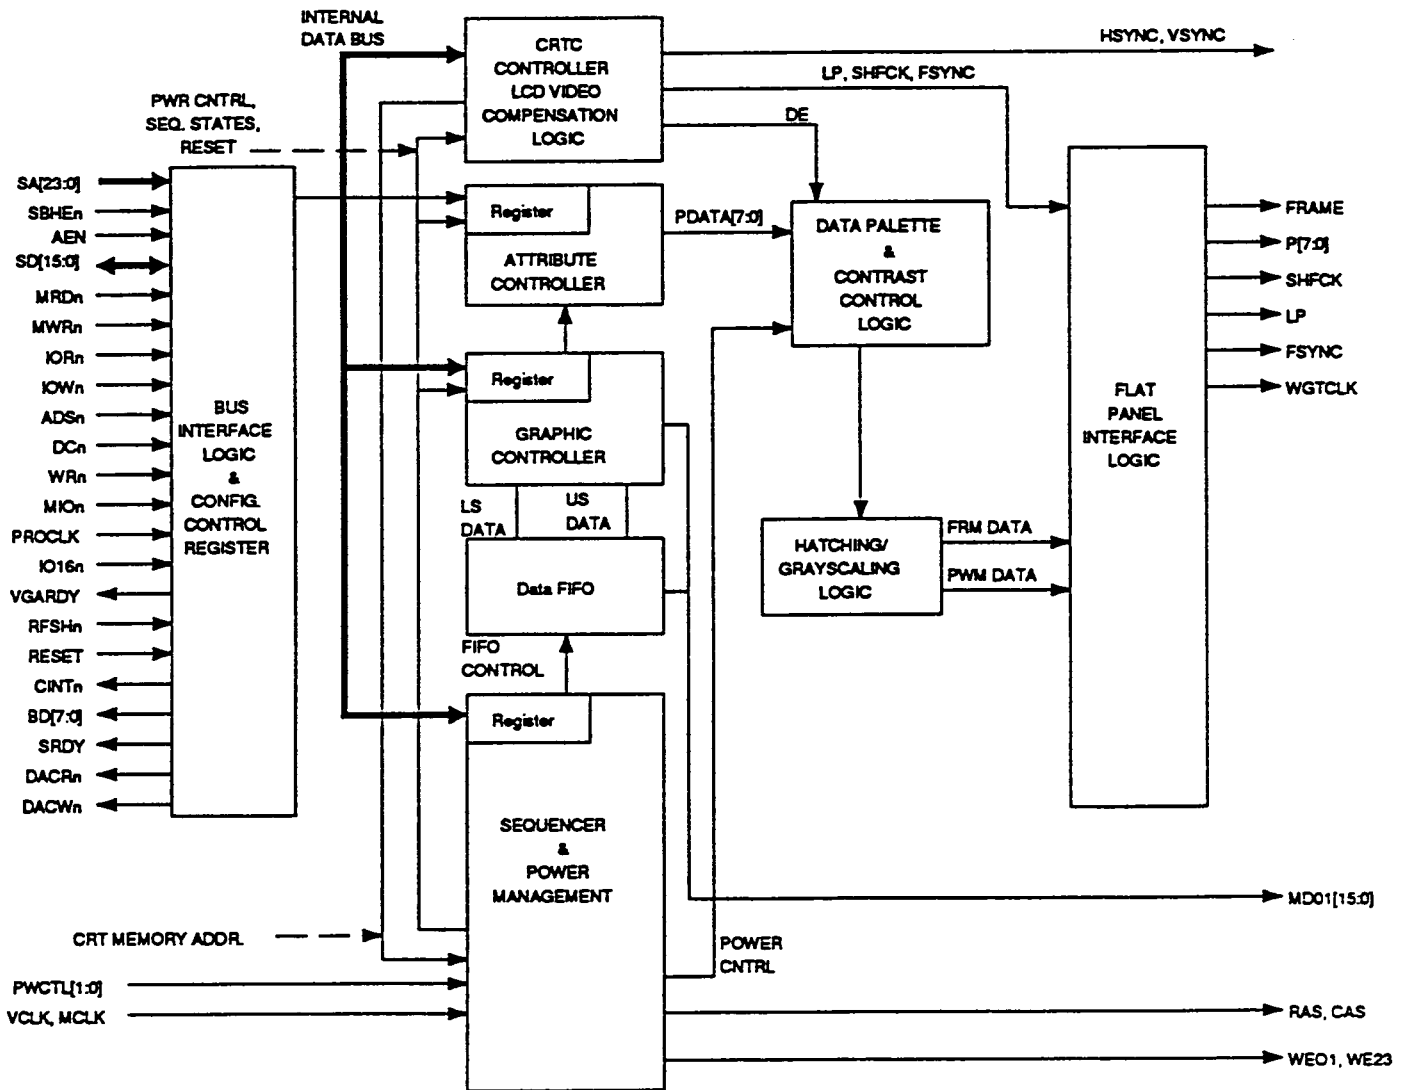 INTERNAL
DATA BUS
CRTC
CONTROLLER
LCD VIDEO
COMPENSATION
LOGIC
HSYNC, VSYNC
LP, SHFCK, FSYNC
DE
PWR CNTRL,
SEQ. STATES,
RESET
SA[23:0]
SBHEn
AEN
SD[15:0]
MRDn
MWRn
IORn
IOWn
ADSn
DCn
WRn
MIOn
PROCLK
IO16n
VGARDY
RFSHn
RESET
CINTn
BD[7:0]
SRDY
DACRn
DACWn
BUS
INTERFACE
LOGIC
&
CONFIG.
CONTROL
REGISTER
Register
ATTRIBUTE
CONTROLLER
PDATA[7:0]
DATA PALETTE
&
CONTRAST
CONTROL
LOGIC
Register
GRAPHIC
CONTROLLER
LS
DATA
US
DATA
Data FIFO
FIFO
CONTROL
HATCHING/
GRAYSCALING
LOGIC
FRM DATA
PWM DATA
FLAT
PANEL
INTERFACE
LOGIC
FRAME
P[7:0]
SHFCK
LP
FSYNC
WGTCLK
Register
SEQUENCER
&
POWER
MANAGEMENT
CRT MEMORY ADDR.
PWCTL[1:0]
VCLK, MCLK
POWER
CNTRL
MD01[15:0]
RAS, CAS
WEO1, WE23